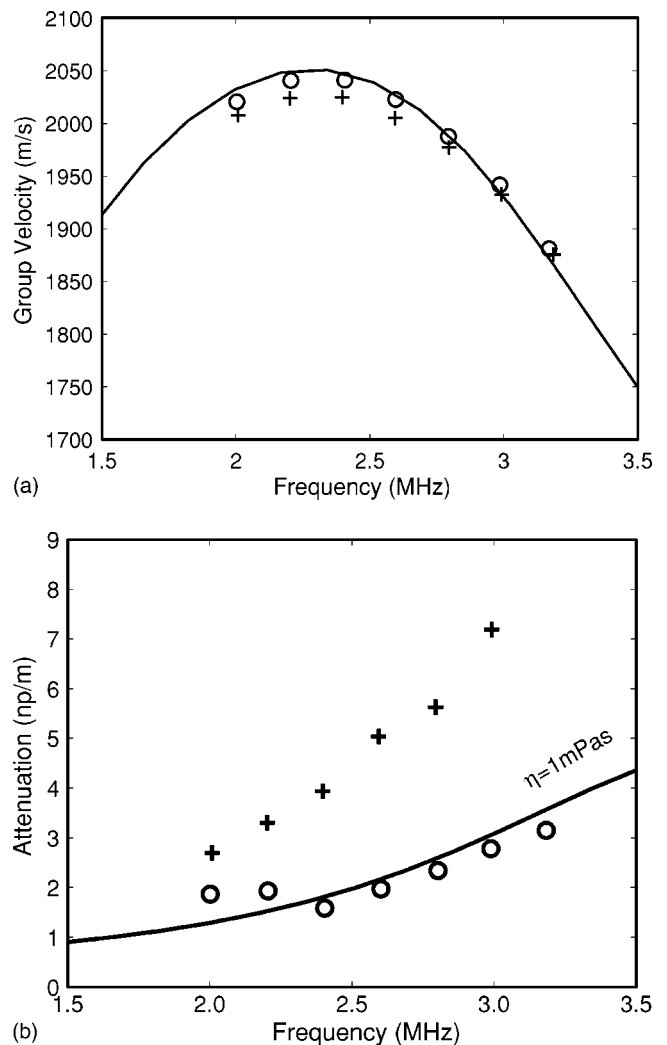 2100
2050
2000
1950
1900
1850
1800
1750
1700
Group Velocity (m/s)
1.5 2 2.5 3 3.5
(a) Frequency (MHz)
9
8
7
6
5
4
3
2
1
0
Attenuation (np/m)
η=1mPas
1.5 2.0 2.5 3.0 3.5
(b) Frequency (MHz)